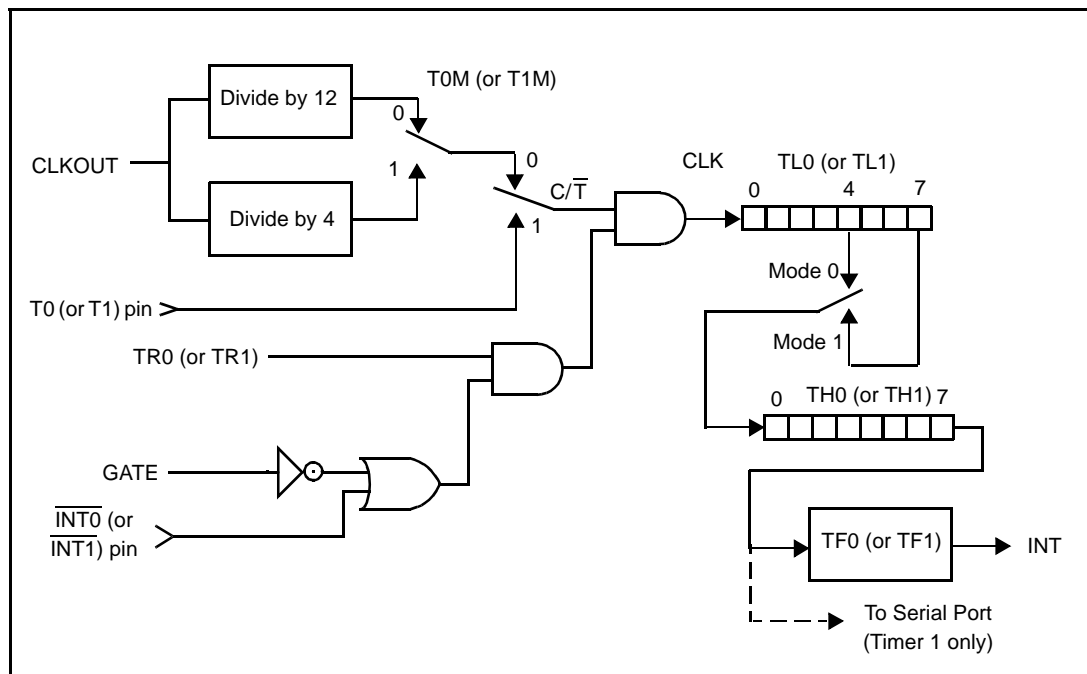 T0M (or T1M)
Divide by 12
0
CLKOUT
1
0
C/T̅
CLK
TL0 (or TL1)
0 4 7
Divide by 4
1
Mode 0
T0 (or T1) pin
Mode 1
TR0 (or TR1)
0 TH0 (or TH1) 7
GATE
I̅N̅T̅0̅ (or
I̅N̅T̅1̅) pin
TF0 (or TF1)
INT
To Serial Port
(Timer 1 only)